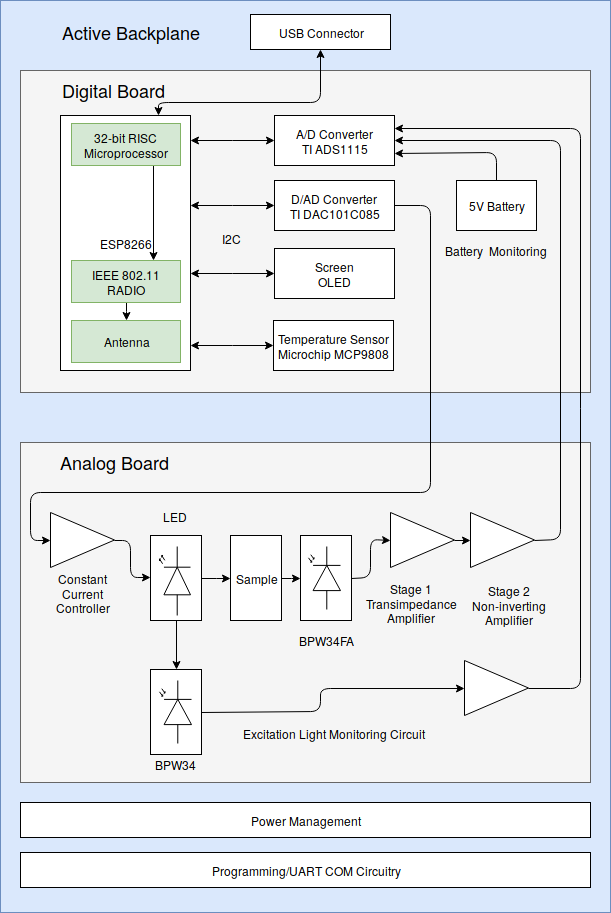 Active Backplane
USB Connector
Digital Board
32-bit RISC
Microprocessor
A/D Converter
TI ADS1115
D/AD Converter
TI DAC101C085
5V Battery
ESP8266
I2C
Battery Monitoring
IEEE 802.11
RADIO
Screen
OLED
Antenna
Temperature Sensor
Microchip MCP9808
Analog Board
LED
Constant
Current
Controller
Sample
BPW34FA
Stage 1
Transimpedance
Amplifier
Stage 2
Non-inverting
Amplifier
Excitation Light Monitoring Circuit
BPW34
Power Management
Programming/UART COM Circuitry